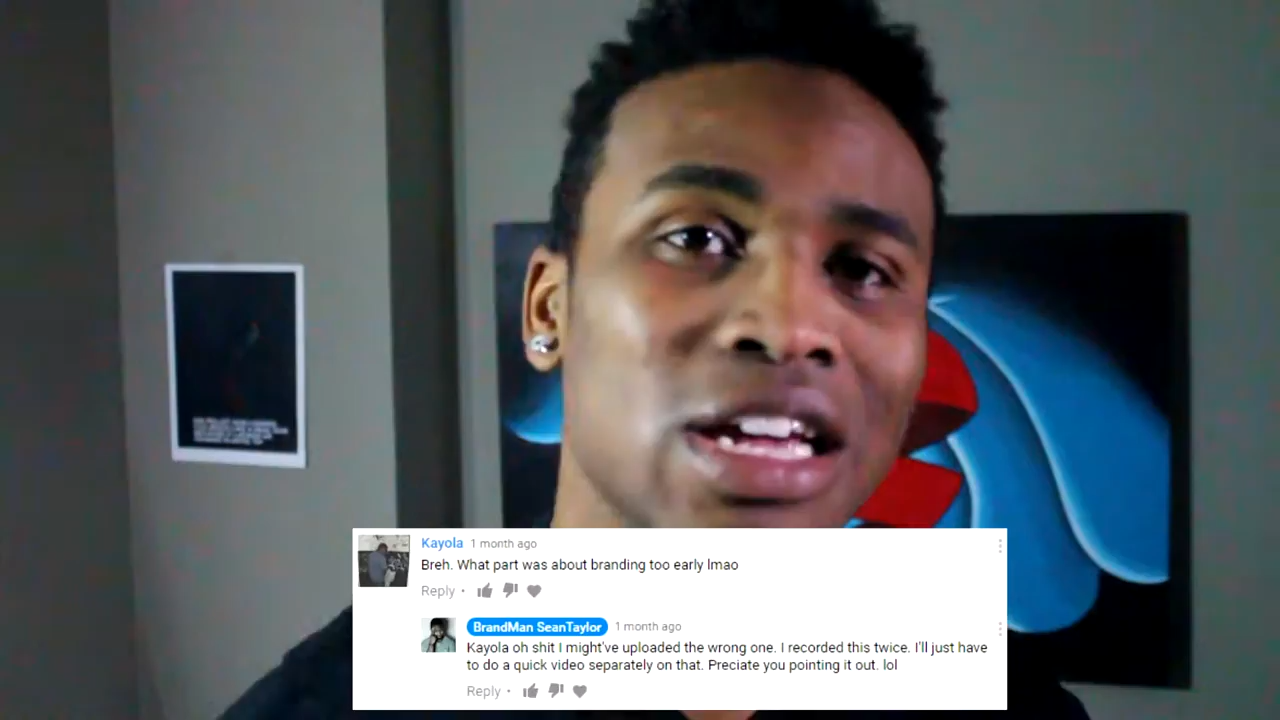 Kayola 1 month ago
Breh. What part was about branding too early lmao
Reply •
BrandMan SeanTaylor 1 month ago
Kayola oh shit I might've uploaded the wrong one. I recorded this twice. I'll just have
to do a quick video separately on that. Preciate you pointing it out. lol
Reply •